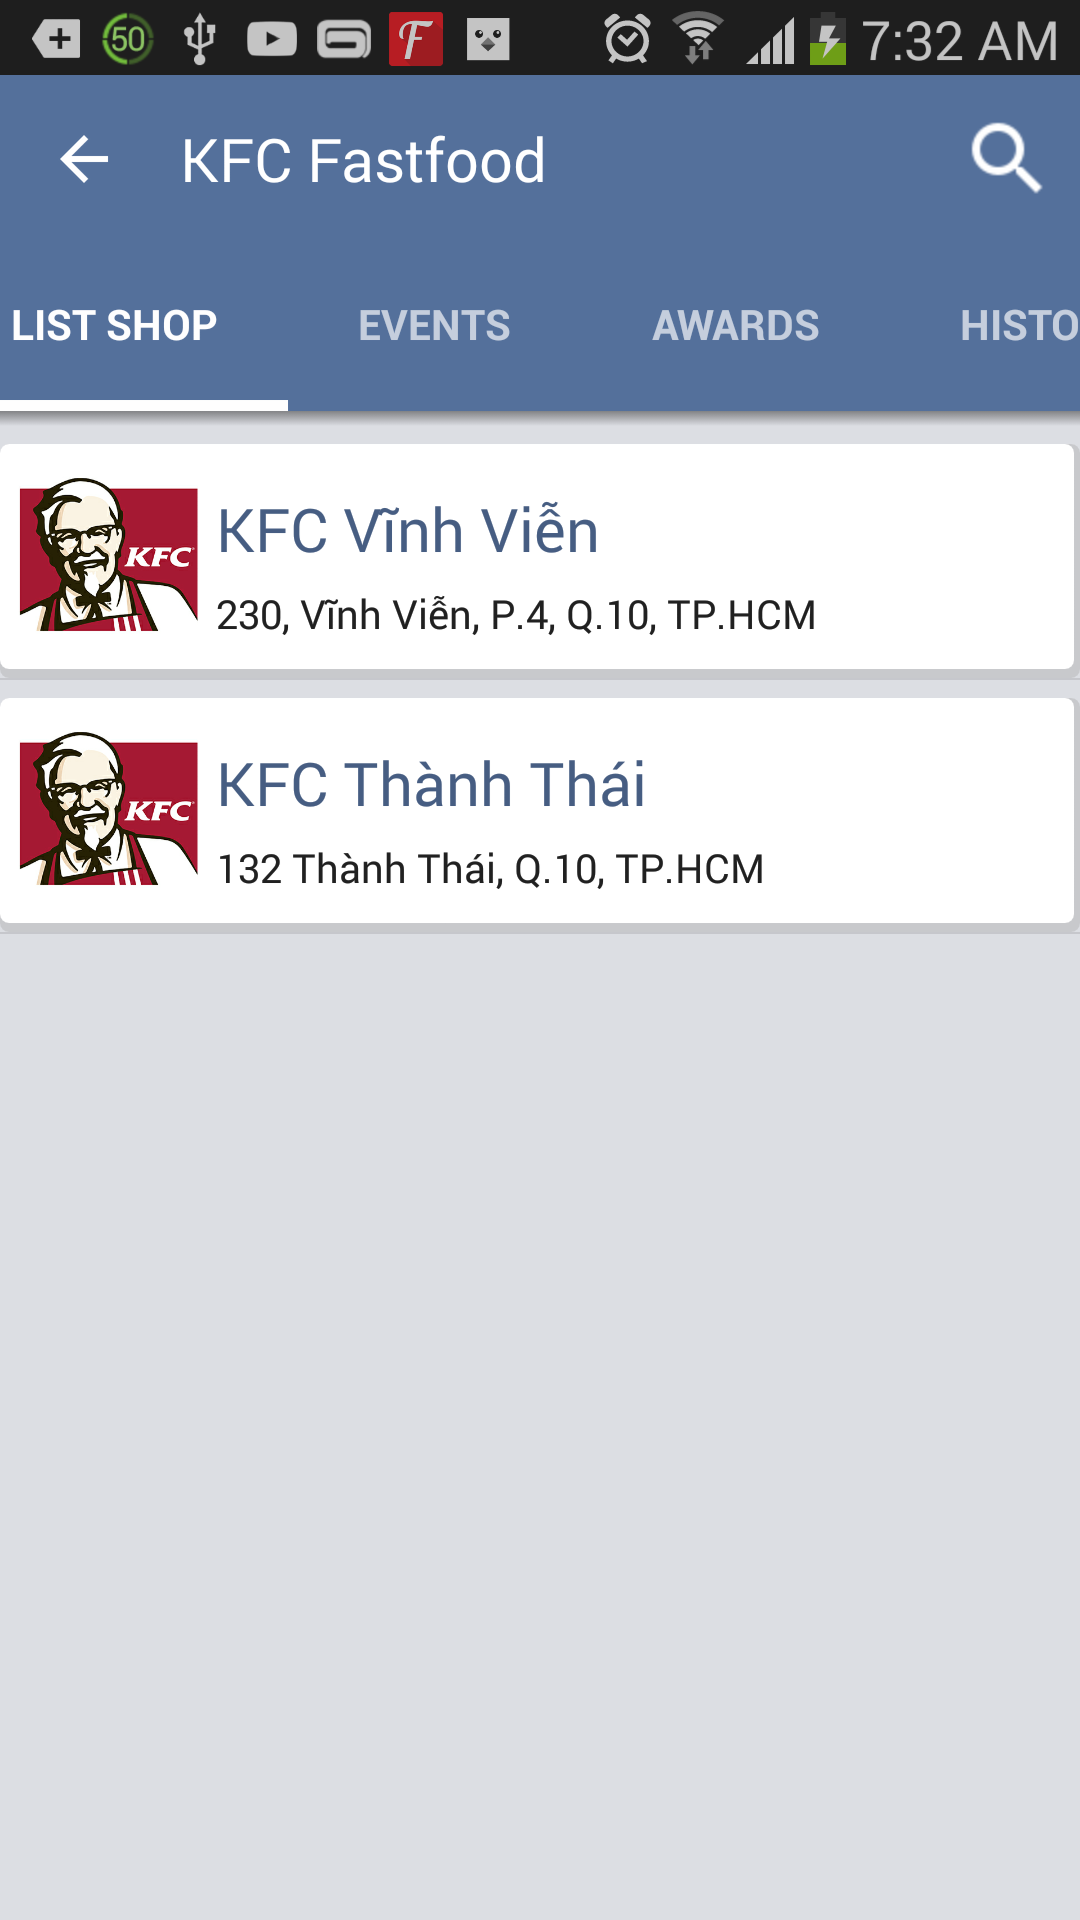 50
7:32 AM
KFC Fastfood
LIST SHOP EVENTS AWARDS HISTO
KFC
KFC Vĩnh Viễn
230, Vĩnh Viễn, P.4, Q.10, TP.HCM
KFC
KFC Thành Thái
132 Thành Thái, Q.10, TP.HCM